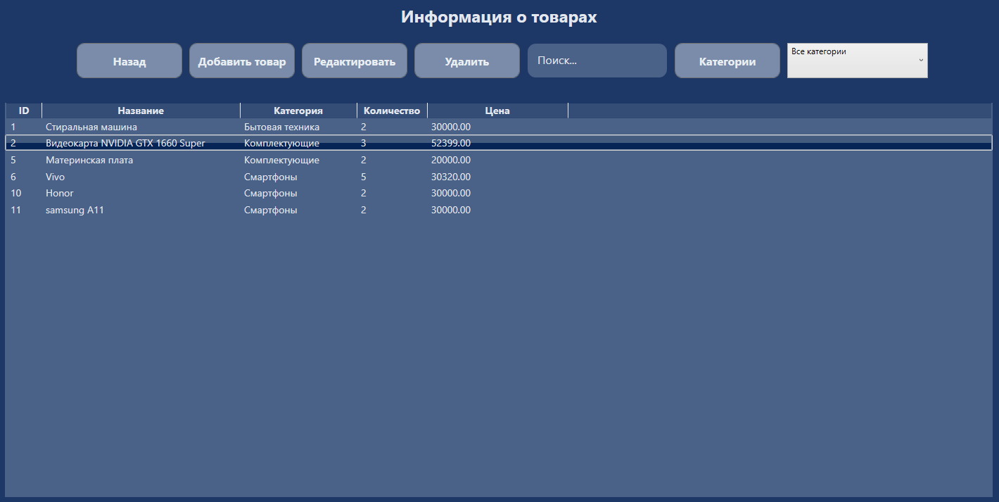 Информация о товарах
Назад Добавить товар Редактировать Удалить Поиск... Категории Все категории
ID Название Категория Количество Цена
1 Стиральная машина Бытовая техника 2 30000.00
2 Видеокарта NVIDIA GTX 1660 Super Комплектующие 3 52399.00
5 Материнская плата Комплектующие 2 20000.00
6 Vivo Смартфоны 5 30320.00
10 Honor Смартфоны 2 30000.00
11 samsung A11 Смартфоны 2 30000.00